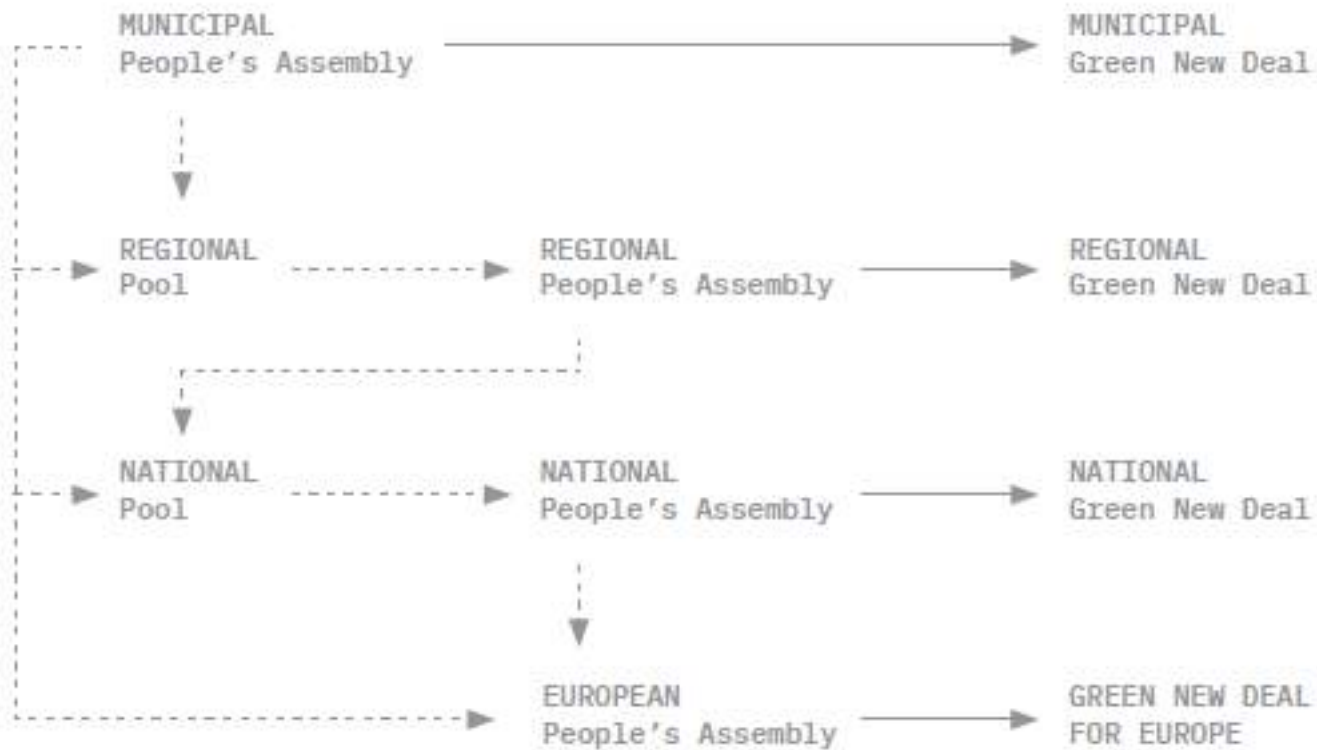 MUNICIPAL
People's Assembly
MUNICIPAL
Green New Deal
REGIONAL
Pool
REGIONAL
People's Assembly
REGIONAL
Green New Deal
NATIONAL
Pool
NATIONAL
People's Assembly
NATIONAL
Green New Deal
EUROPEAN
People's Assembly
GREEN NEW DEAL
FOR EUROPE